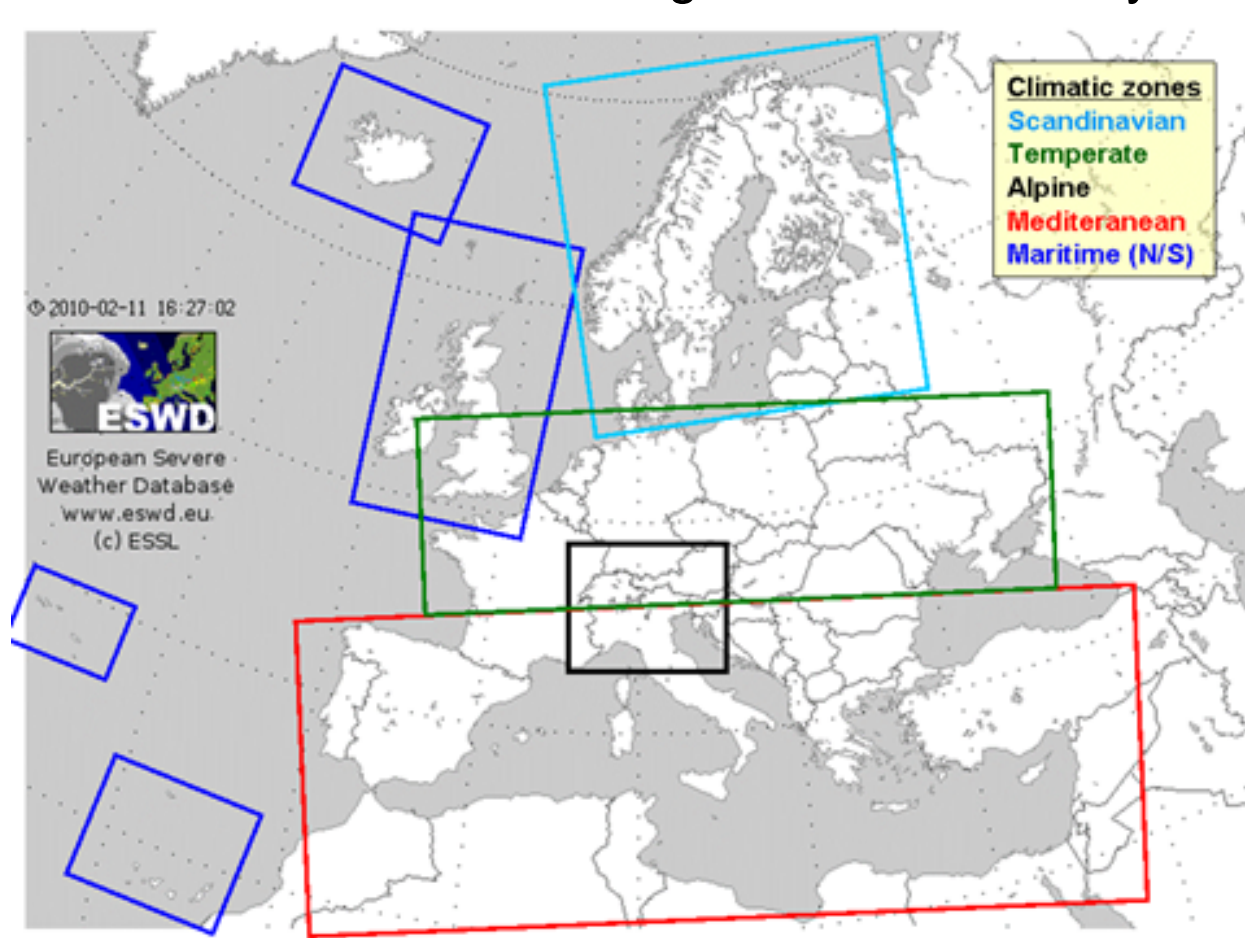 Climatic zones
Scandinavian
Temperate
Alpine
Mediteranean
Maritime (N/S)
2010-02-11 16:27:02
ESWD
European Severe
Weather Database
www.eswd.eu
(c) ESSL